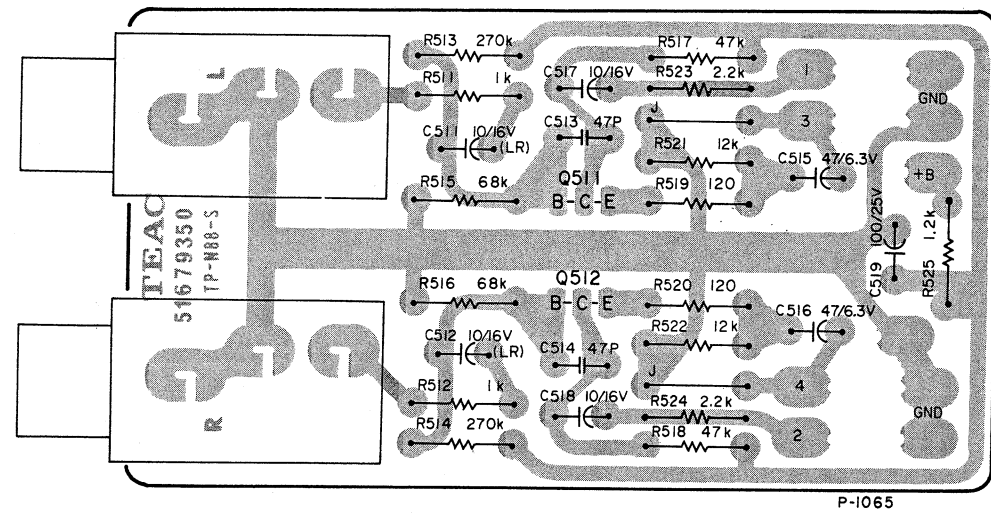 R513 270k
R517 47k
C517 10/16V
R523 2.2k
1
R511 1k
GND
J
3
C511 10/16V
(LR)
C513 47P
R521 12k
C515 47/6.3V
L
R515 68k
Q511
R519 120
+B
B-C-E
100/25V
C519
1.2k
R525
TEAC
51679350
TP-N88-S
Q512
R516 68k
B-C-E
R520 120
C516 47/6.3V
C512 10/16V
(LR)
R522 12k
C514 47P
J
4
R512 1k
C518 10/16V
R524 2.2k
GND
R
R514 270k
R518 47k
2
P-1065